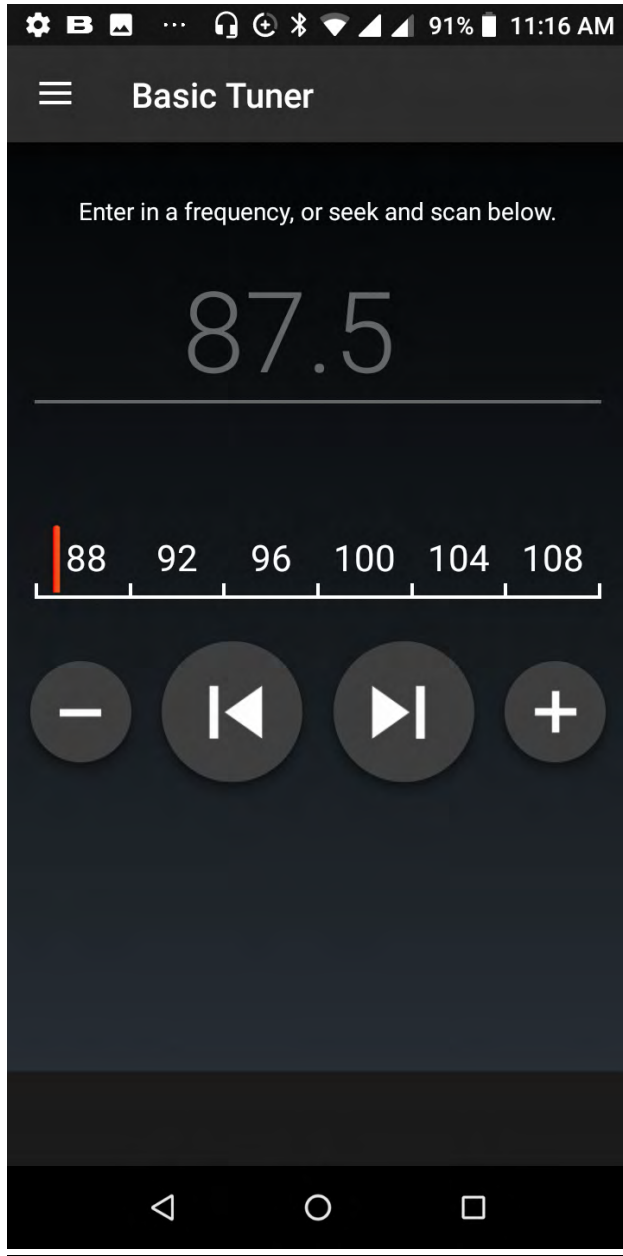 B ... 91% 11:16 AM
Basic Tuner
Enter in a frequency, or seek and scan below.
87.5
88 92 96 100 104 108